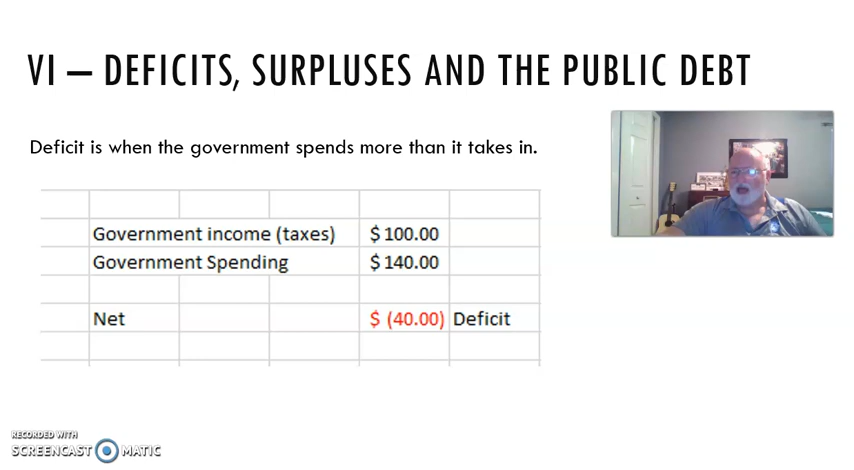 VI – DEFICITS, SURPLUSES AND THE PUBLIC DEBT
Deficit is when the government spends more than it takes in.
Government income (taxes) $ 100.00
Government Spending $ 140.00
Net $ (40.00) Deficit
RECORDED WITH
SCREENCAST MATIC